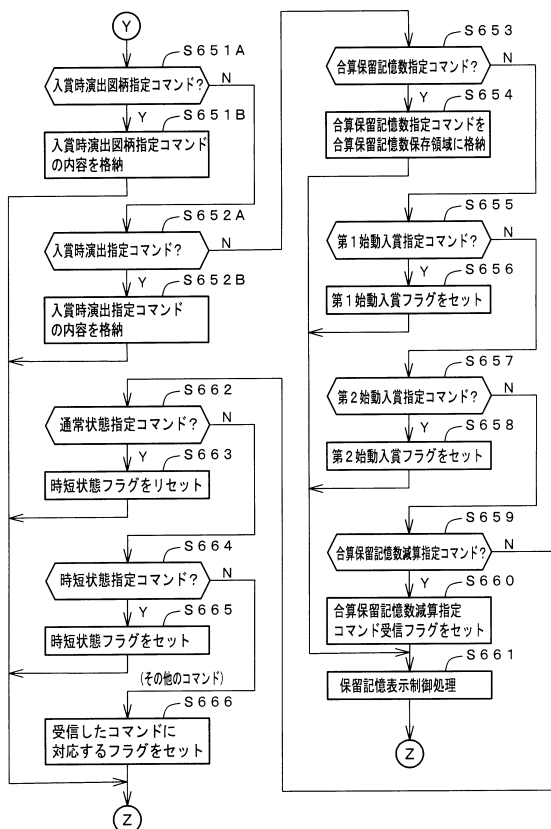 Y
S651A
入賞時演出図柄指定コマンド?
N
Y
S651B
入賞時演出図柄指定コマンド
の内容を格納
S652A
入賞時演出指定コマンド?
N
Y
S652B
入賞時演出指定コマンド
の内容を格納
S662
通常状態指定コマンド?
N
Y
S663
時短状態フラグをリセット
S664
時短状態指定コマンド?
N
Y
S665
時短状態フラグをセット
(その他のコマンド)
S666
受信したコマンドに
対応するフラグをセット
Z
S653
合算保留記憶数指定コマンド?
N
Y
S654
合算保留記憶数指定コマンドを
合算保留記憶数保存領域に格納
S655
第1始動入賞指定コマンド?
N
Y
S656
第1始動入賞フラグをセット
S657
第2始動入賞指定コマンド?
N
Y
S658
第2始動入賞フラグをセット
S659
合算保留記憶数減算指定コマンド?
N
Y
S660
合算保留記憶数減算指定
コマンド受信フラグをセット
S661
保留記憶表示制御処理
Z